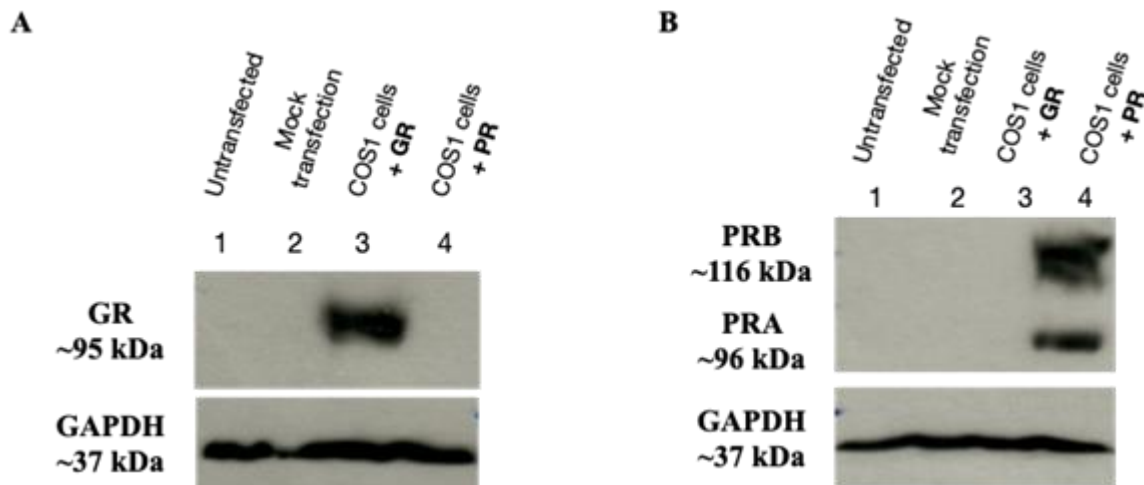 A
Untransfected
Mock
transfection
COS1 cells
+ GR
COS1 cells
+ PR
1 2 3 4
GR
~95 kDa
GAPDH
~37 kDa
B
Untransfected
Mock
transfection
COS1 cells
+ GR
COS1 cells
+ PR
1 2 3 4
PRB
~116 kDa
PRA
~96 kDa
GAPDH
~37 kDa